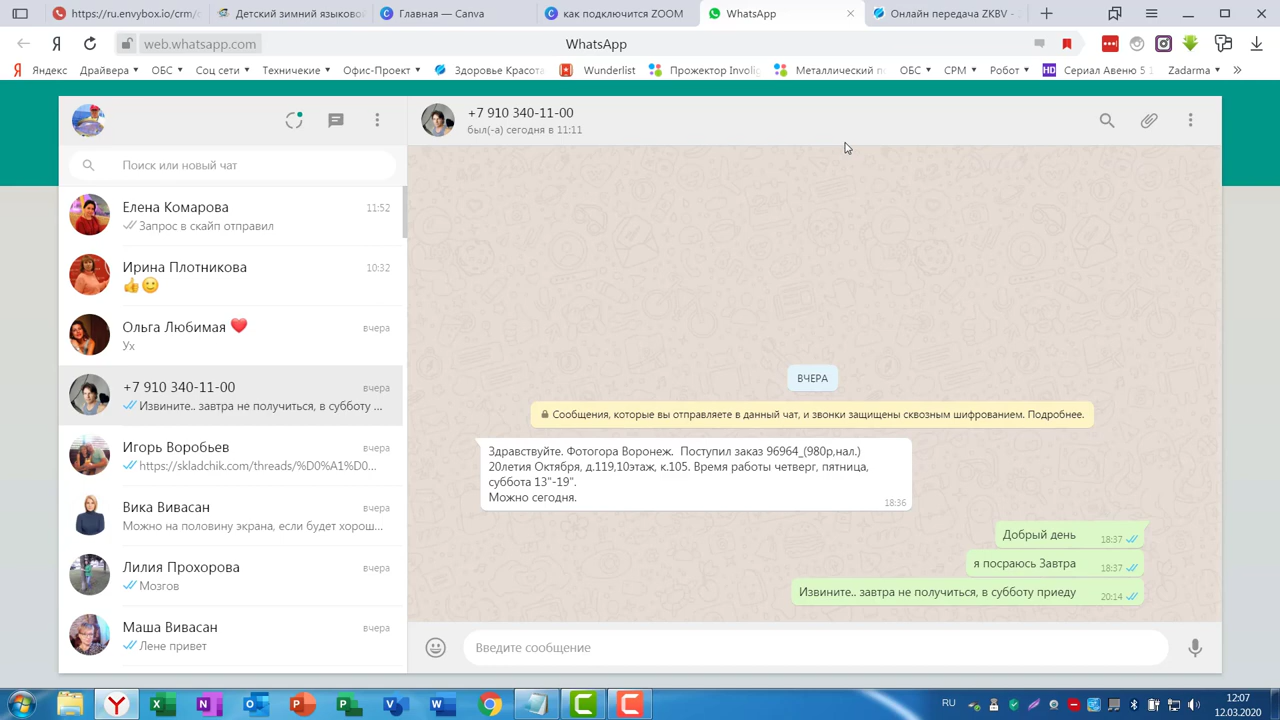 https://ru.envybox.io/crm/
Детский зимний языково
Главная — Canva
как подключится ZOOM
WhatsApp
Онлайн передача ZKBV -
Я
web.whatsapp.com
WhatsApp
Яндекс
Драйвера
ОБС
Соц сети
Техничекие
Офис-Проект
Здоровье Красота
Wunderlist
Прожектор Involig
Металлический п
ОБС
СРМ
Робот
HD Сериал Авеню 5 1
Zadarma
+7 910 340-11-00
был(-а) сегодня в 11:11
Поиск или новый чат
Елена Комарова 11:52
Запрос в скайп отправил
Ирина Плотникова 10:32
Ольга Любимая вчера
Ух
+7 910 340-11-00 вчера
Извините.. завтра не получиться, в субботу ...
Игорь Воробьев вчера
https://skladchik.com/threads/%D0%A1%D0...
Вика Вивасан вчера
Можно на половину экрана, если будет хорош...
Лилия Прохорова вчера
Мозгов
Маша Вивасан вчера
Лене привет
ВЧЕРА
Сообщения, которые вы отправляете в данный чат, и звонки защищены сквозным шифрованием. Подробнее.
Здравствуйте. Фотогора Воронеж. Поступил заказ 96964_(980р,нал.)
20летия Октября, д.119,10этаж, к.105. Время работы четверг, пятница,
суббота 13"-19".
Можно сегодня.
18:36
Добрый день 18:37
я посраюсь Завтра 18:37
Извините.. завтра не получиться, в субботу приеду 20:14
Введите сообщение
RU
12:07
12.03.2020